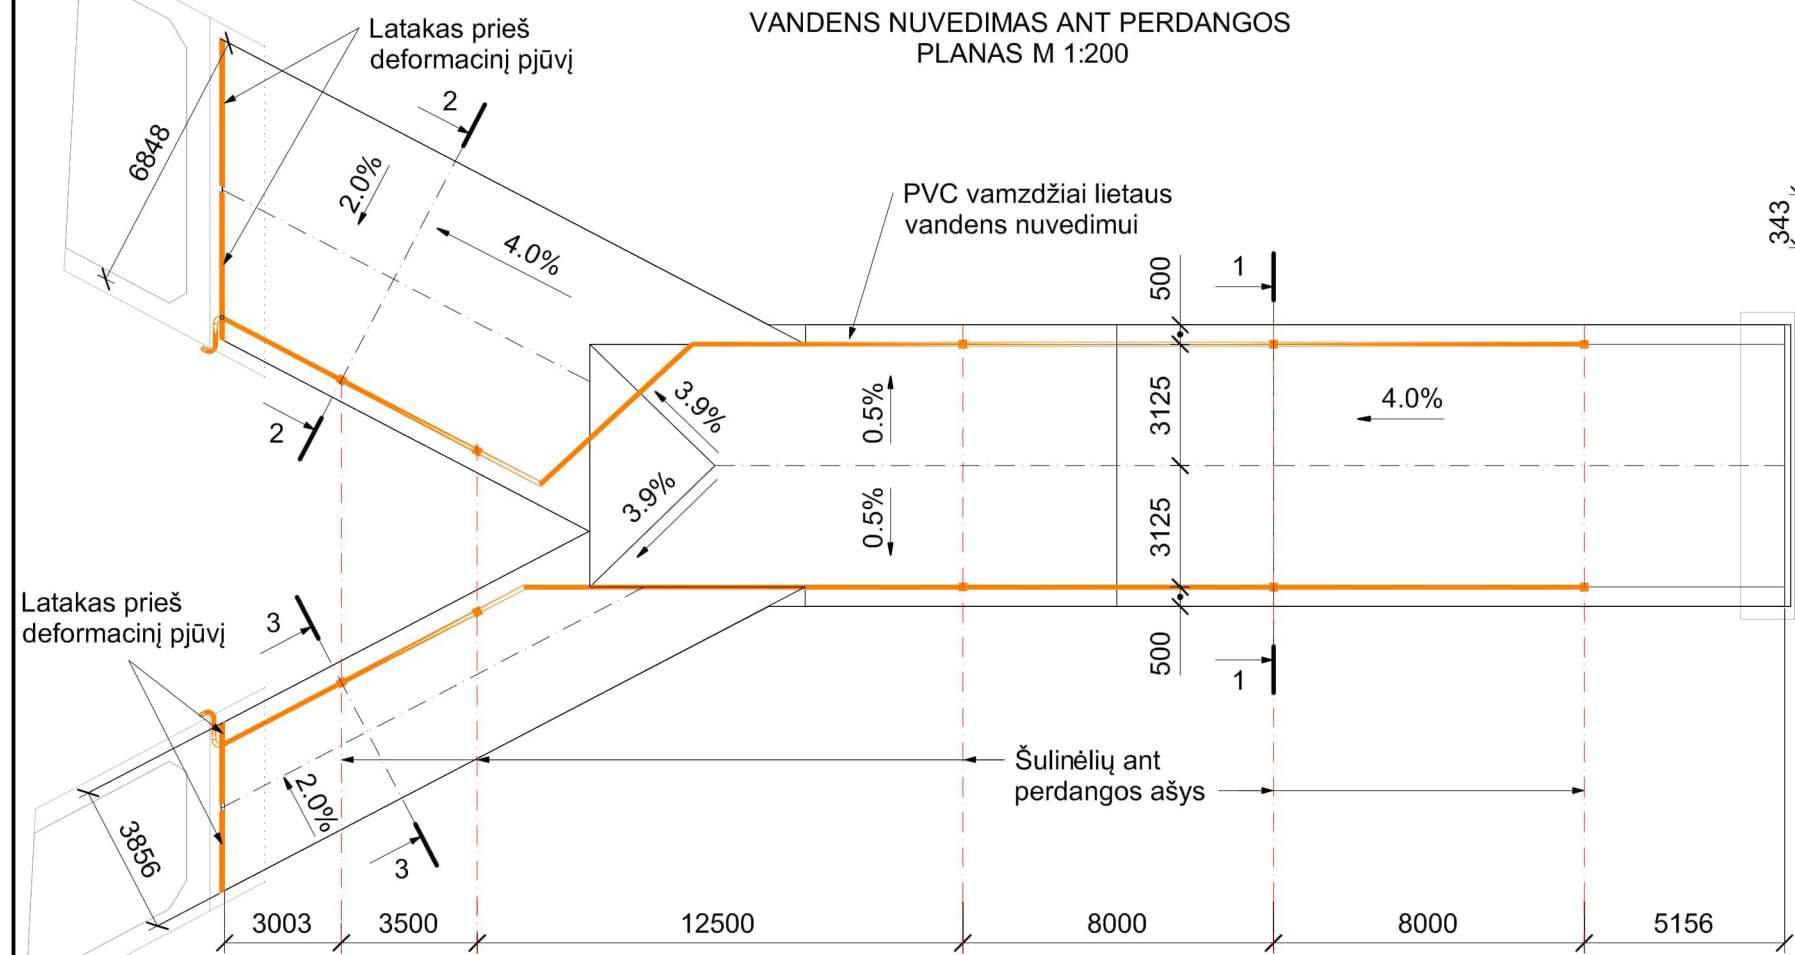 VANDENS NUVEDIMAS ANT PERDANGOS
PLANAS M 1:200
Latakas prieš
deformacinį pjūvį
2
6848
2.0%
4.0%
PVC vamzdžiai lietaus
vandens nuvedimui
343
500
1
3.9%
0.5%
3125
4.0%
2
3.9%
0.5%
3125
Latakas prieš
deformacinį pjūvį
3
500
1
Šulinėlių ant
perdangos ašys
2.0%
3856
3
3003
3500
12500
8000
8000
5156